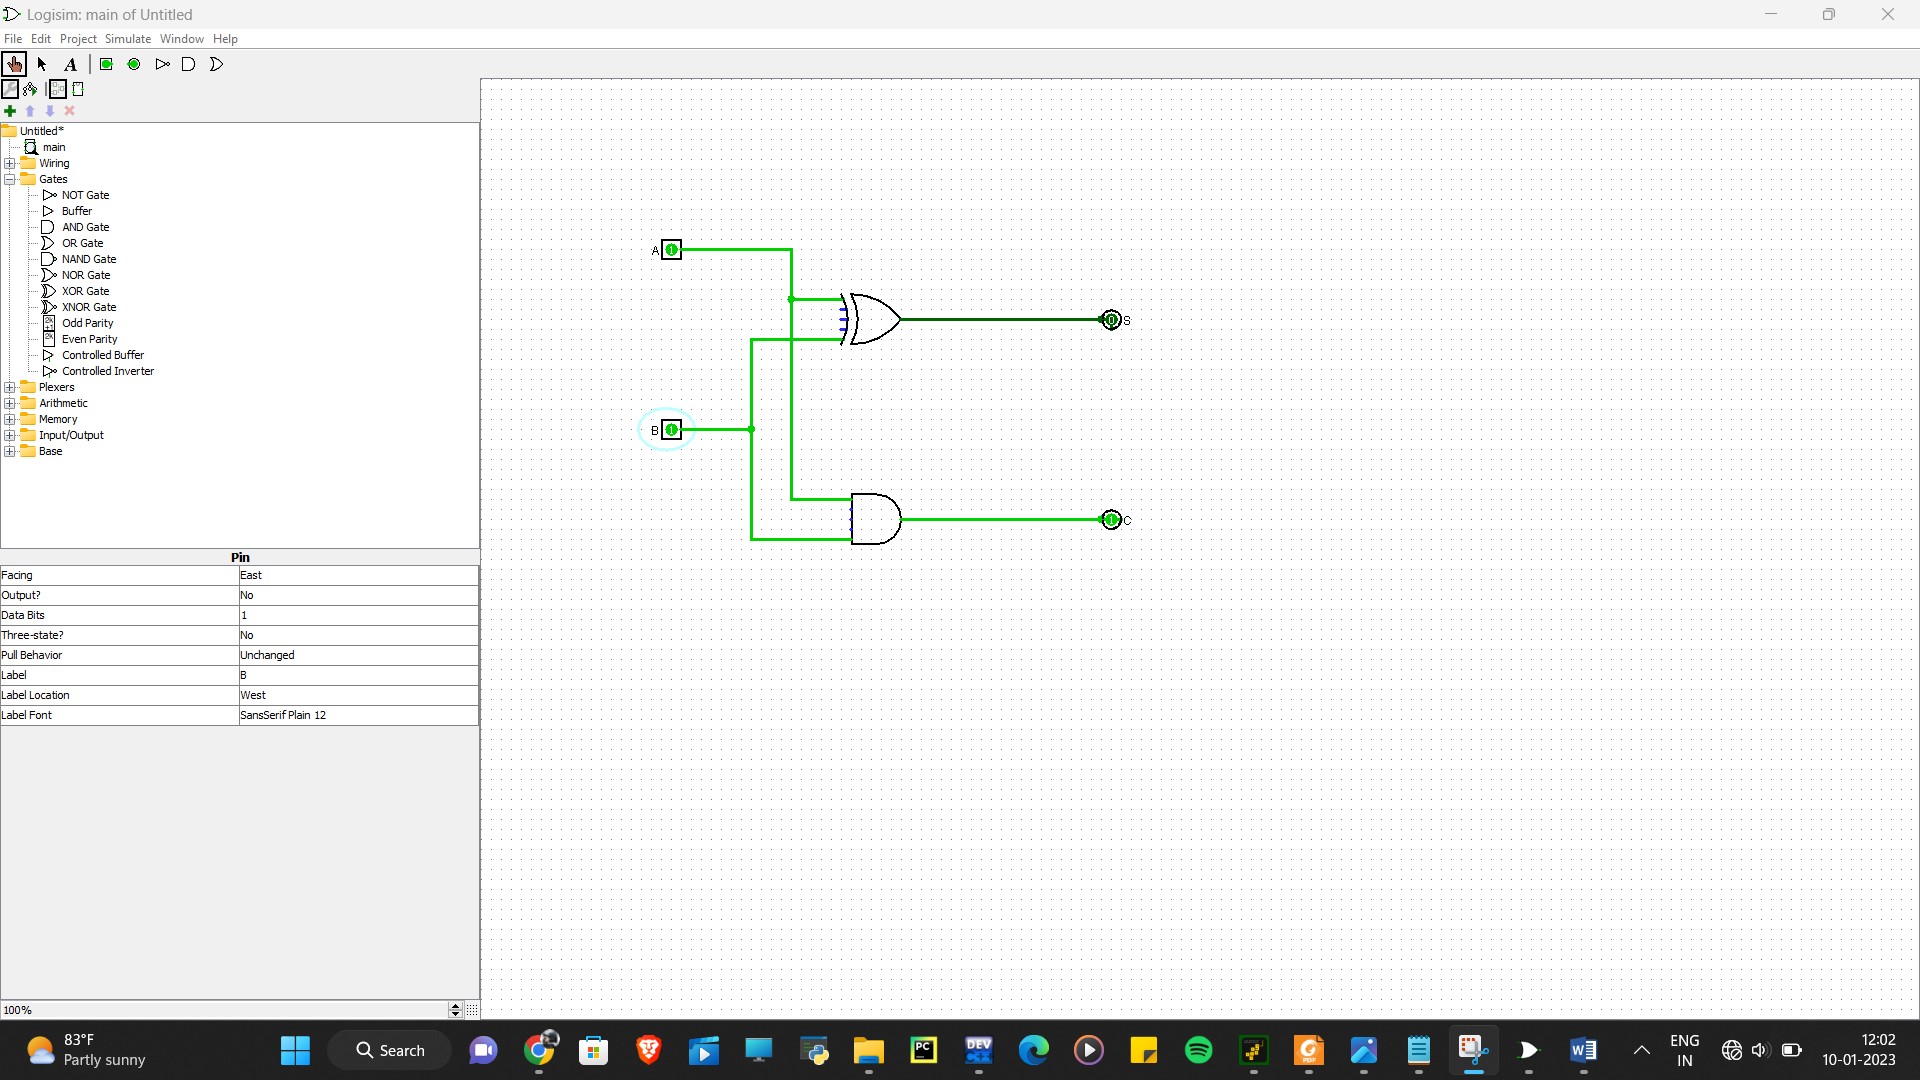 Logisim: main of Untitled
File Edit Project Simulate Window Help
A
Untitled*
main
Wiring
Gates
NOT Gate
Buffer
AND Gate
OR Gate
NAND Gate
NOR Gate
XOR Gate
XNOR Gate
Odd Parity
Even Parity
Controlled Buffer
Controlled Inverter
Plexers
Arithmetic
Memory
Input/Output
Base
Pin
Facing East
Output? No
Data Bits 1
Three-state? No
Pull Behavior Unchanged
Label B
Label Location West
Label Font SansSerif Plain 12
100%
A 1
0 S
B 1
1 C
83°F
Partly sunny
Search
PC
DEV
PDF
W
ENG
IN
12:02
10-01-2023